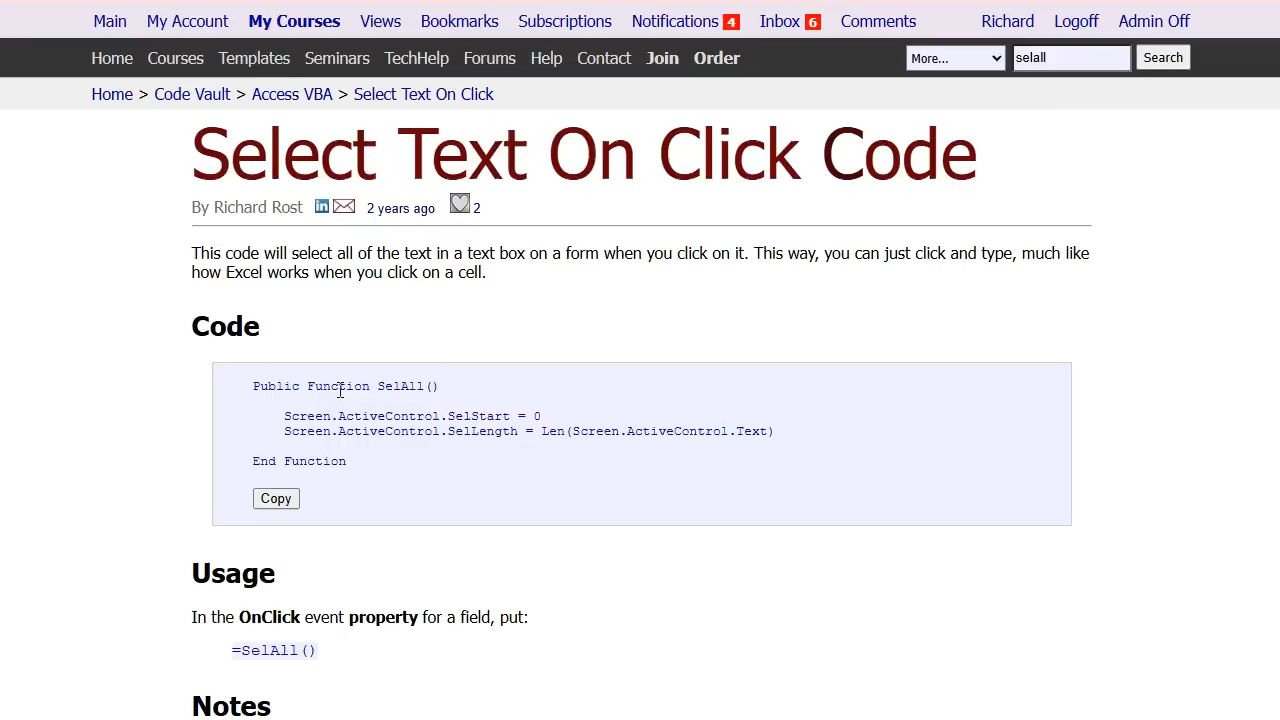 Main My Account My Courses Views Bookmarks Subscriptions Notifications 4 Inbox 6 Comments Richard Logoff Admin Off
Home Courses Templates Seminars TechHelp Forums Help Contact Join Order More... selall Search
Home > Code Vault > Access VBA > Select Text On Click
Select Text On Click Code
By Richard Rost in 2 years ago 2
This code will select all of the text in a text box on a form when you click on it. This way, you can just click and type, much like
how Excel works when you click on a cell.
Code
Public Function SelAll()
Screen.ActiveControl.SelStart = 0
Screen.ActiveControl.SelLength = Len(Screen.ActiveControl.Text)
End Function
Copy
Usage
In the OnClick event property for a field, put:
=SelAll()
Notes